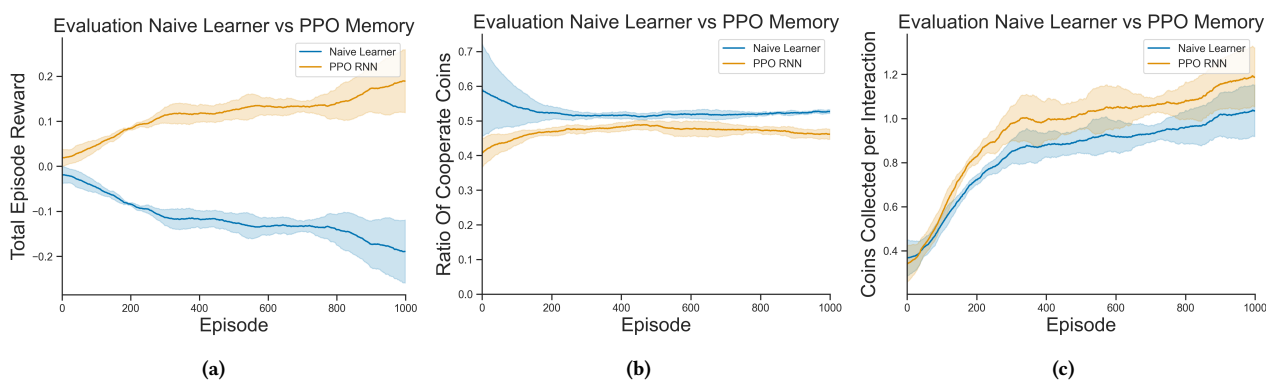 Evaluation Naive Learner vs PPO Memory
Total Episode Reward
0.2
0.1
0.0
−0.1
−0.2
Naive Learner
PPO RNN
0
200
400
600
800
1000
Episode
(a)
Evaluation Naive Learner vs PPO Memory
Ratio Of Cooperate Coins
0.7
0.6
0.5
0.4
0.3
0.2
0.1
0.0
Naive Learner
PPO RNN
0
200
400
600
800
1000
Episode
(b)
Evaluation Naive Learner vs PPO Memory
Coins Collected per Interaction
1.2
1.0
0.8
0.6
0.4
Naive Learner
PPO RNN
0
200
400
600
800
1000
Episode
(c)